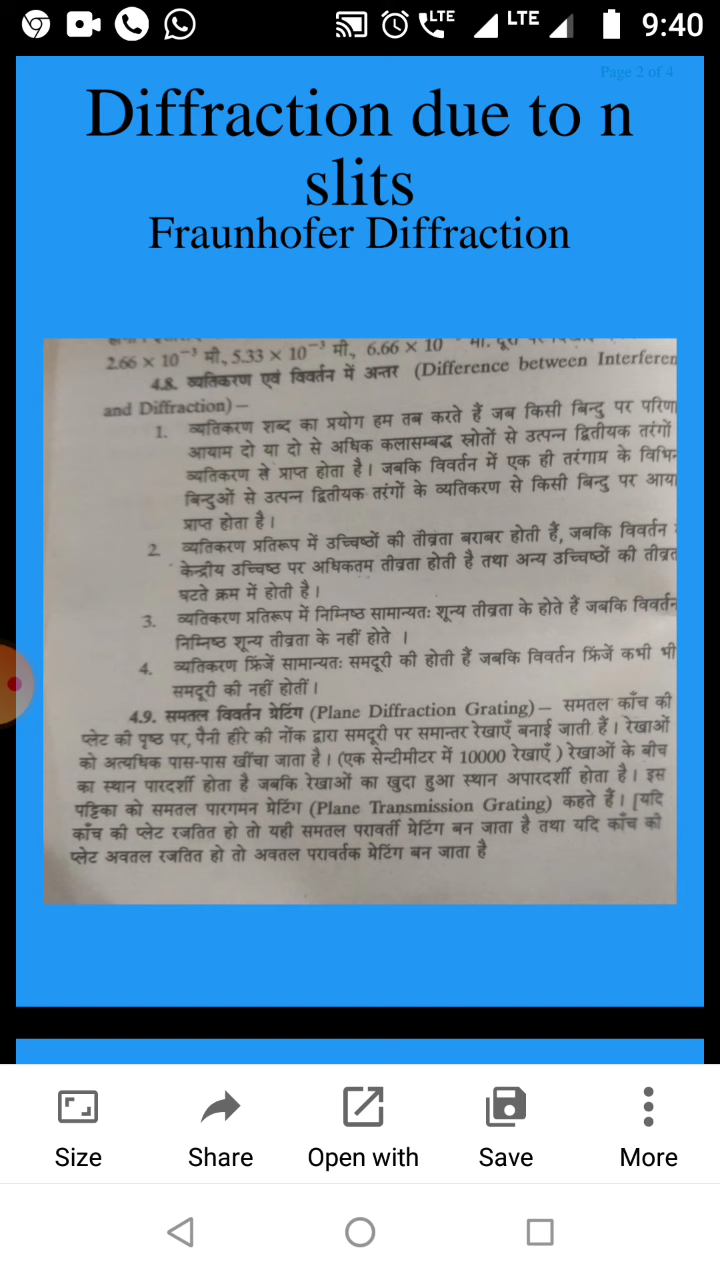 LTE LTE 9:40
Page 2 of 4
Diffraction due to n
slits
Fraunhofer Diffraction
2.66 × 10⁻³ मी., 5.33 × 10⁻³ मी., 6.66 × 10
4.8. व्यतिकरण एवं विवर्तन में अन्तर (Difference between Interferen
and Diffraction) –
1. व्यतिकरण शब्द का प्रयोग हम तब करते हैं जब किसी बिन्दु पर परिणा
आयाम दो या दो से अधिक कलासम्बद्ध स्रोतों से उत्पन्न द्वितीयक तरंगों
व्यतिकरण से प्राप्त होता है। जबकि विवर्तन में एक ही तरंगाग्र के विभि
बिन्दुओं से उत्पन्न द्वितीयक तरंगों के व्यतिकरण से किसी बिन्दु पर आया
प्राप्त होता है।
2. व्यतिकरण प्रतिरूप में उच्चिष्ठों की तीव्रता बराबर होती हैं, जबकि विवर्तन
केन्द्रीय उच्चिष्ठ पर अधिकतम तीव्रता होती है तथा अन्य उच्चिष्ठों की तीव्रत
घटते क्रम में होती है।
3. व्यतिकरण प्रतिरूप में निम्निष्ठ सामान्यतः शून्य तीव्रता के होते हैं जबकि विवर्तन
निम्निष्ठ शून्य तीव्रता के नहीं होते ।
4. व्यतिकरण फ्रिंजें सामान्यतः समदूरी की होती हैं जबकि विवर्तन फ्रिंजें कभी भी
समदूरी की नहीं होतीं।
4.9. समतल विवर्तन ग्रेटिंग (Plane Diffraction Grating) – समतल काँच की
प्लेट की पृष्ठ पर, पैनी हीरे की नोंक द्वारा समदूरी पर समान्तर रेखाएँ बनाई जाती हैं। रेखाओं
को अत्यधिक पास-पास खींचा जाता है। (एक सेन्टीमीटर में 10000 रेखाएँ ) रेखाओं के बीच
का स्थान पारदर्शी होता है जबकि रेखाओं का खुदा हुआ स्थान अपारदर्शी होता है। इस
पट्टिका को समतल पारगमन ग्रेटिंग (Plane Transmission Grating) कहते हैं। [यदि
काँच की प्लेट रजतित हो तो यही समतल परावर्ती ग्रेटिंग बन जाता है तथा यदि काँच की
प्लेट अवतल रजतित हो तो अवतल परावर्तक ग्रेटिंग बन जाता है
Size Share Open with Save More